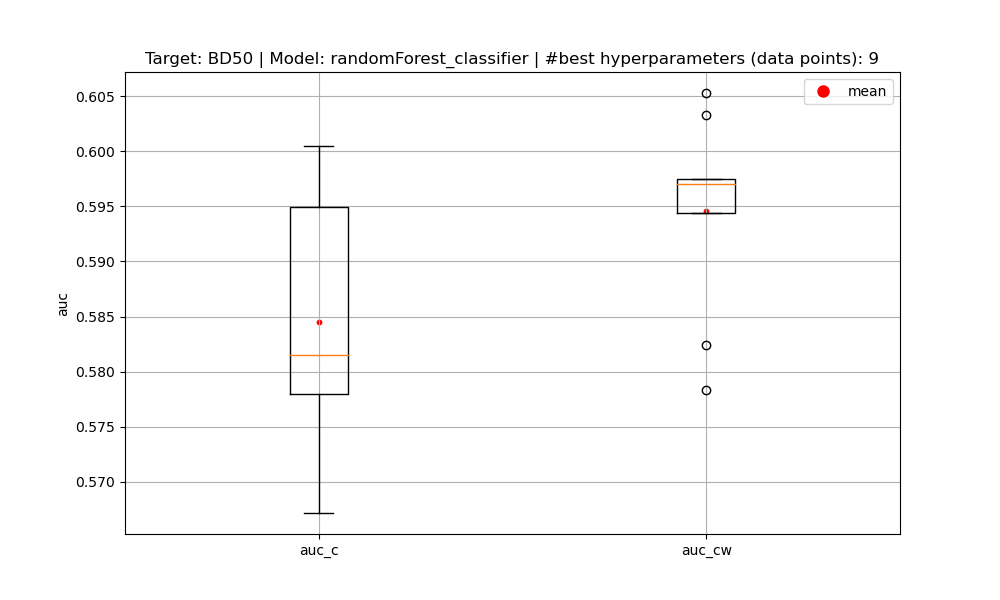 Target: BD50 | Model: randomForest_classifier | #best hyperparameters (data points): 9
mean
0.605
0.600
0.595
0.590
0.585
0.580
0.575
0.570
auc
auc_c
auc_cw